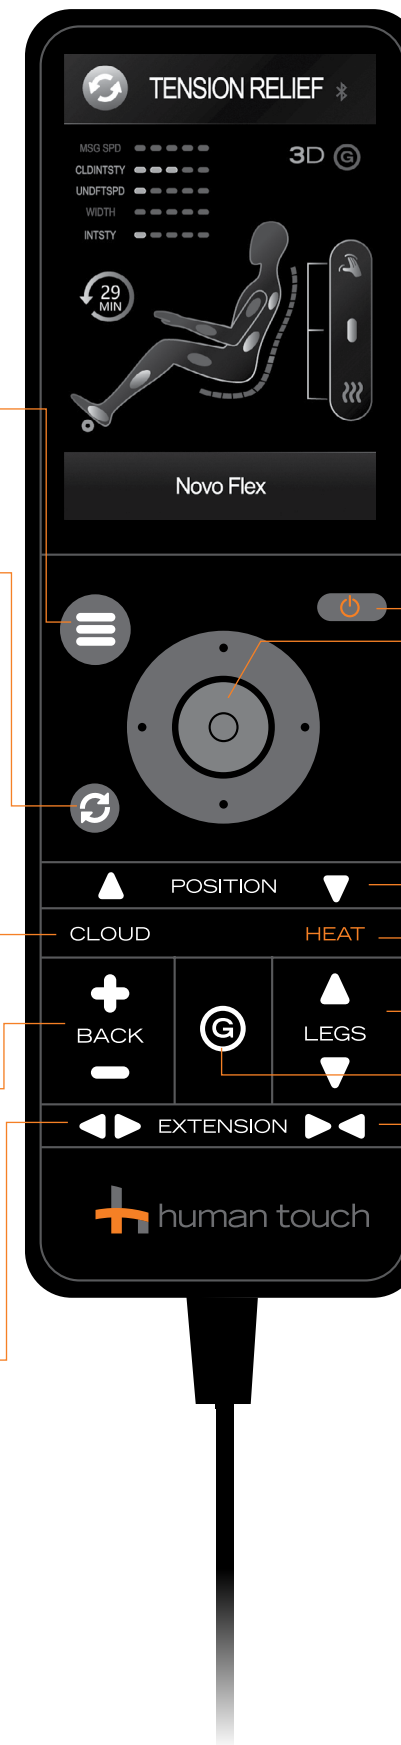 TENSION RELIEF
MSG SPD
CLDINTSTY
UNDFTSPD
WIDTH
INTSTY
3D G
29
MIN
Novo Flex
POSITION
CLOUD HEAT
BACK G LEGS
EXTENSION
human touch